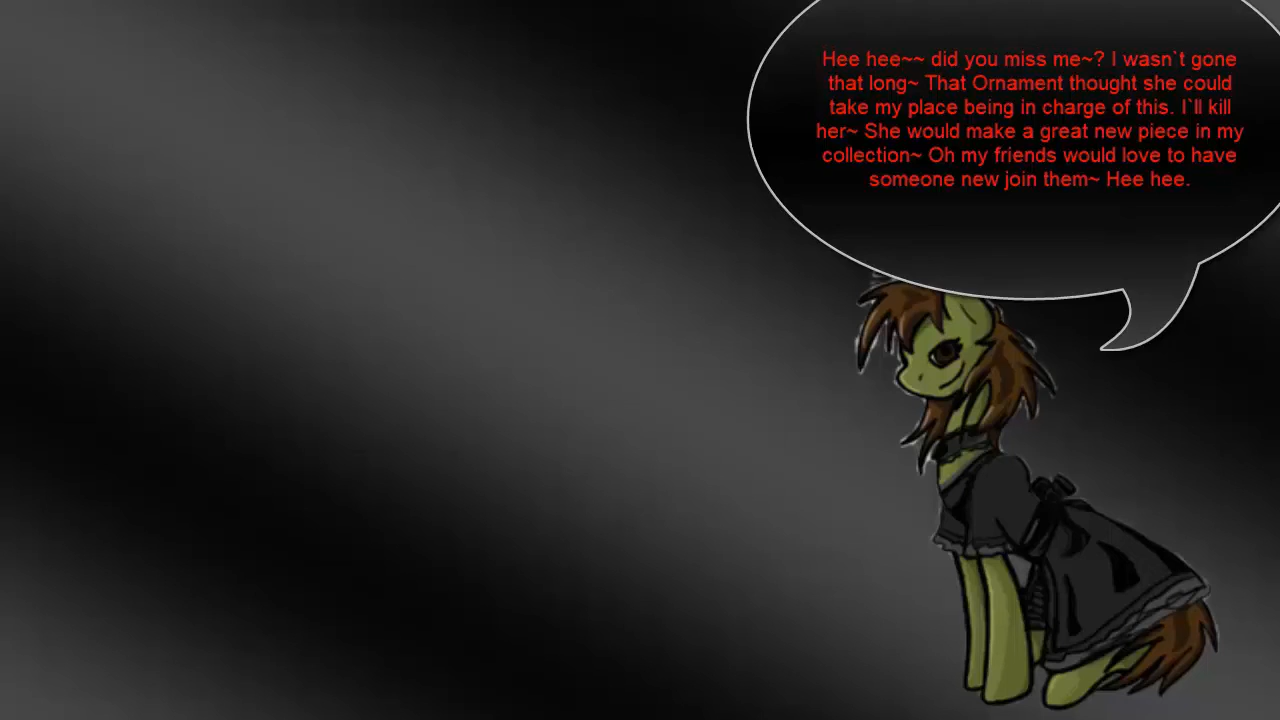 Hee hee~~ did you miss me~? I wasn`t gone
that long~ That Ornament thought she could
take my place being in charge of this. I`ll kill
her~ She would make a great new piece in my
collection~ Oh my friends would love to have
someone new join them~ Hee hee.